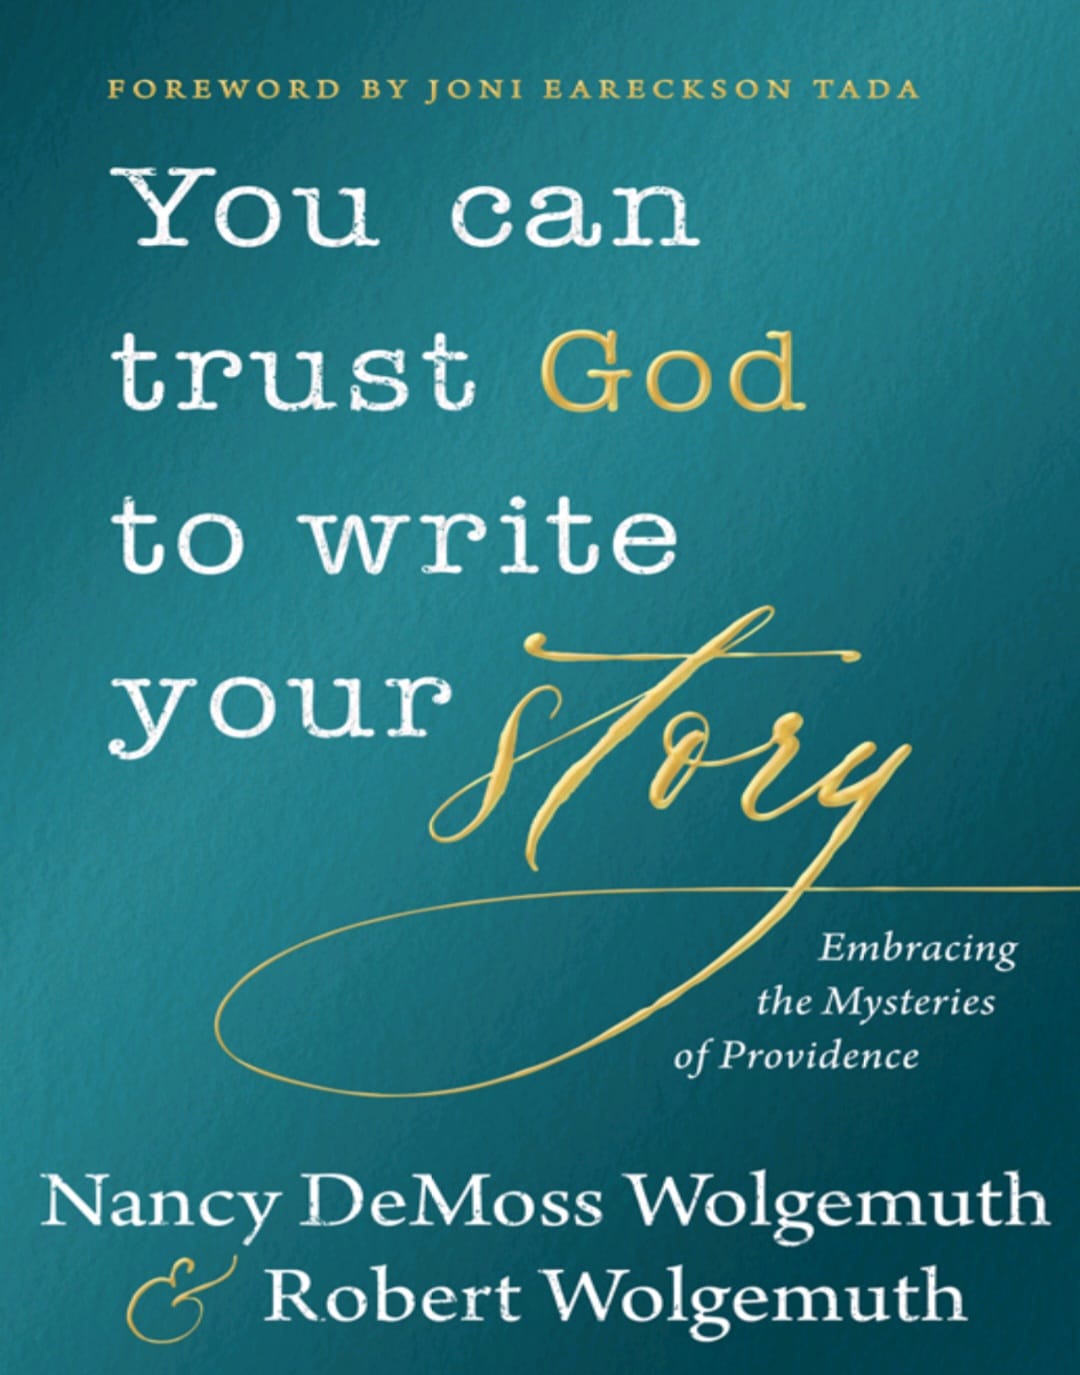 FOREWORD BY JONI EARECKSON TADA
You can
trust God
to write
your story
Embracing
the Mysteries
of Providence
Nancy DeMoss Wolgemuth
& Robert Wolgemuth